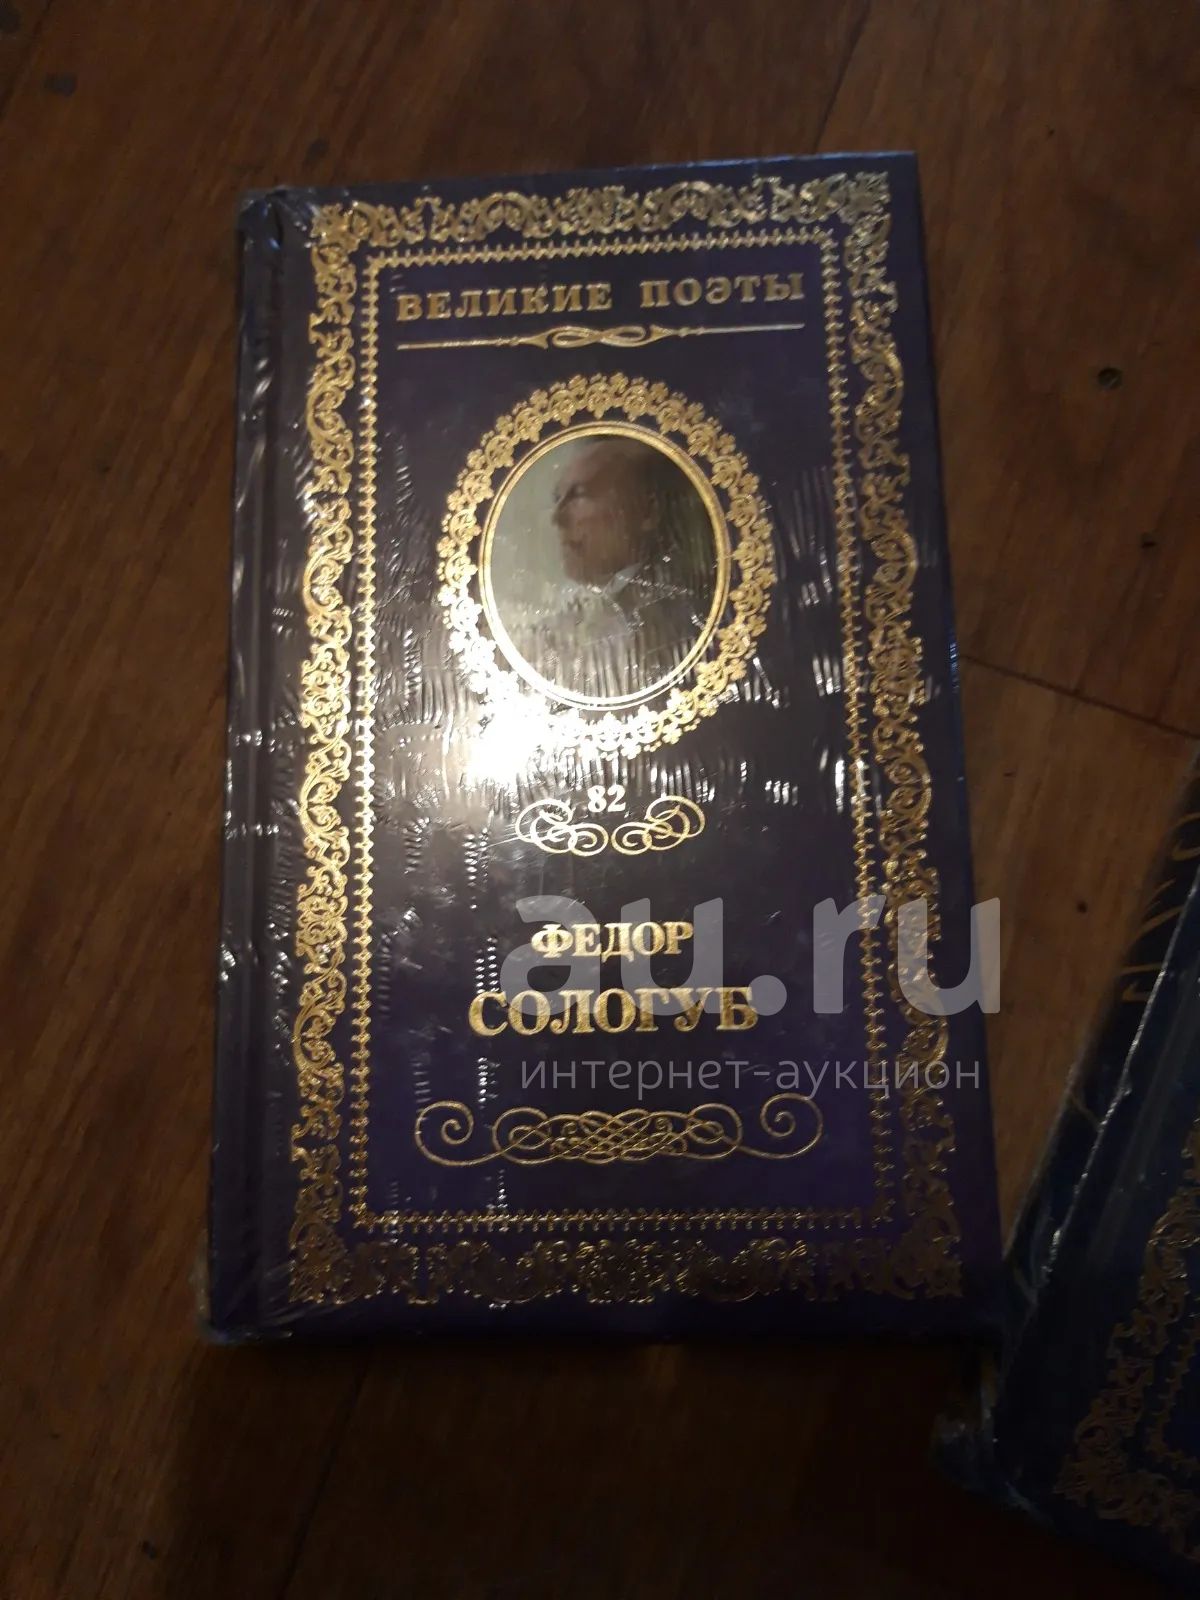 ВЕЛИКИЕ ПОЭТЫ
82
ФЕДОР
СОЛОГУБ
au.ru
интернет-аукцион